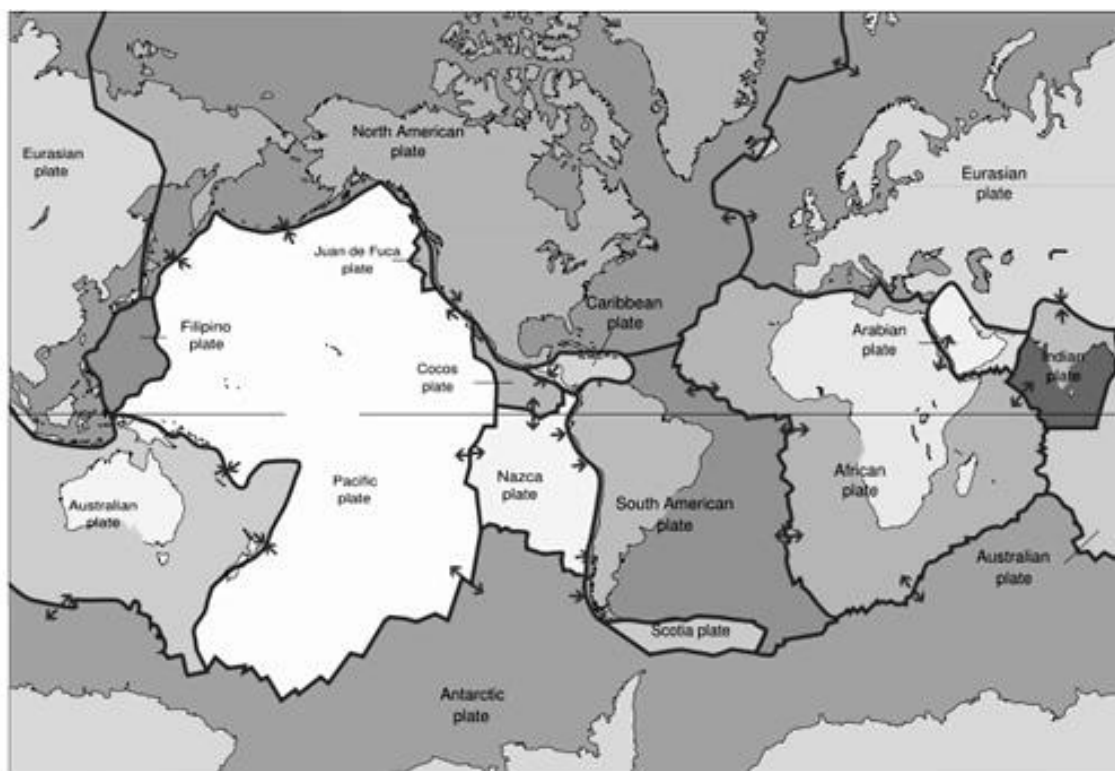 North American
plate
Eurasian
plate
Eurasian
plate
Juan de Fuca
plate
Caribbean
plate
Filipino
plate
Arabian
plate
Indian
plate
Cocos
plate
Nazca
plate
Pacific
plate
African
plate
South American
plate
Australian
plate
Australian
plate
Scotia plate
Antarctic
plate